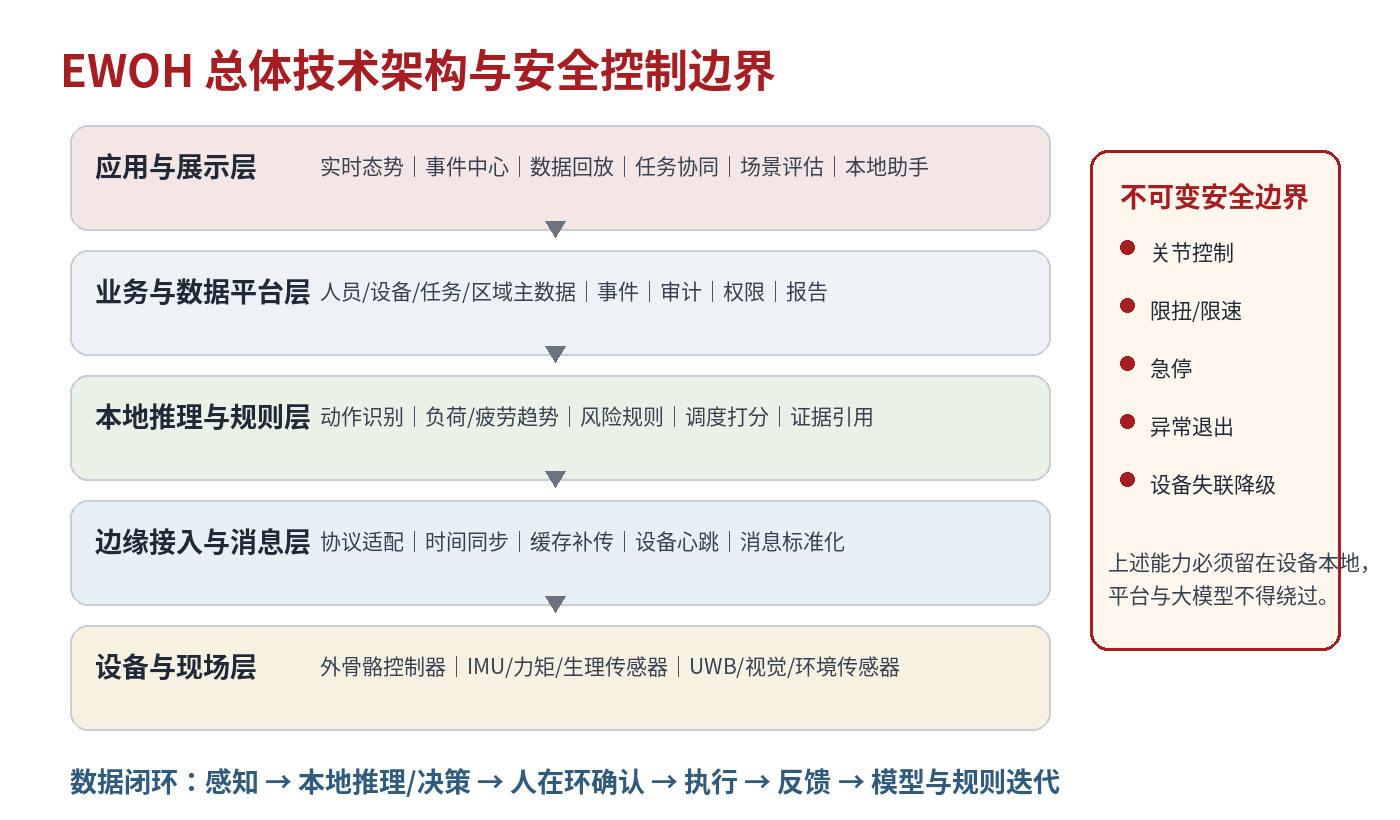 EWOH 总体技术架构与安全控制边界
应用与展示层 实时态势｜事件中心｜数据回放｜任务协同｜场景评估｜本地助手
业务与数据平台层 人员/设备/任务/区域主数据｜事件｜审计｜权限｜报告
本地推理与规则层 动作识别｜负荷/疲劳趋势｜风险规则｜调度打分｜证据引用
边缘接入与消息层 协议适配｜时间同步｜缓存补传｜设备心跳｜消息标准化
设备与现场层 外骨骼控制器｜IMU/力矩/生理传感器｜UWB/视觉/环境传感器
不可变安全边界
关节控制
限扭/限速
急停
异常退出
设备失联降级
上述能力必须留在设备本地，
平台与大模型不得绕过。
数据闭环：感知 → 本地推理/决策 → 人在环确认 → 执行 → 反馈 → 模型与规则迭代